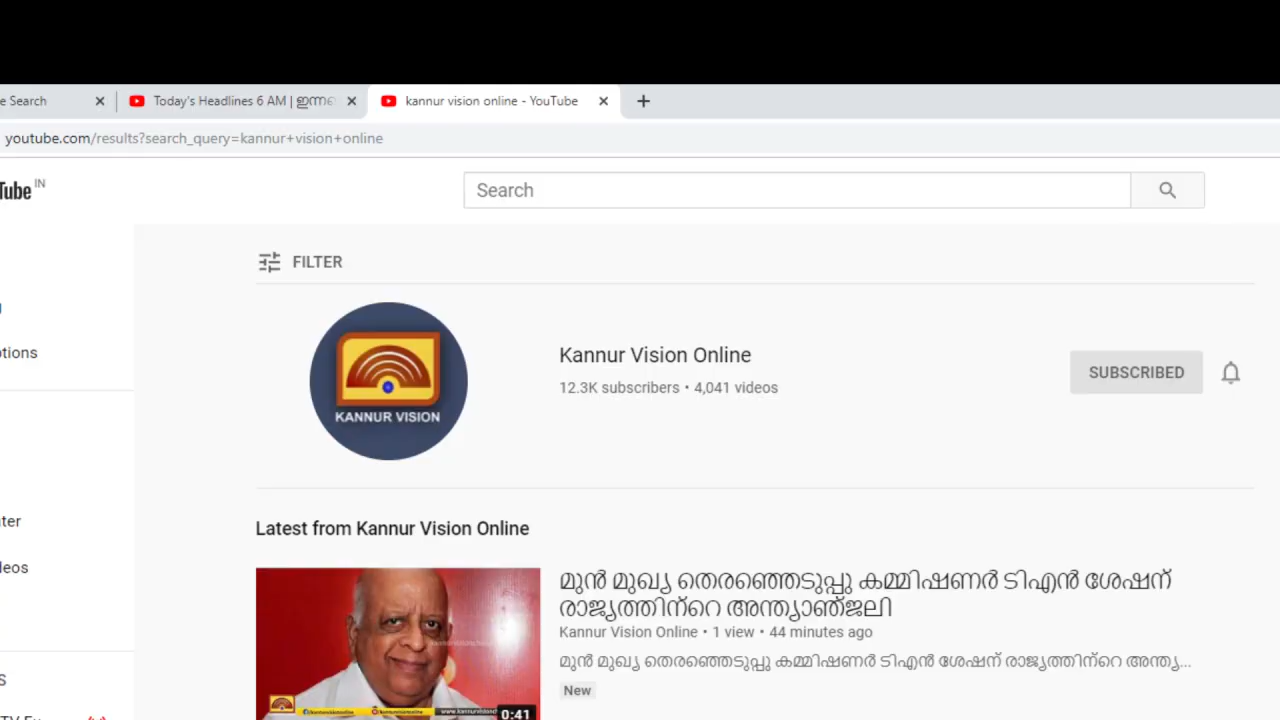 e Search
Today's Headlines 6 AM | ഇന്നത
kannur vision online - YouTube
youtube.com/results?search_query=kannur+vision+online
Tube IN
Search
FILTER
KANNUR VISION
Kannur Vision Online
12.3K subscribers • 4,041 videos
SUBSCRIBED
otions
ter
leos
S
Latest from Kannur Vision Online
മുൻ മുഖ്യ തെരഞ്ഞെടുപ്പു കമ്മിഷണർ ടിഎൻ ശേഷന്
രാജ്യത്തിന്റെ അന്ത്യാഞ്ജലി
Kannur Vision Online • 1 view • 44 minutes ago
മുൻ മുഖ്യ തെരഞ്ഞെടുപ്പു കമ്മിഷണർ ടിഎൻ ശേഷന് രാജ്യത്തിന്റെ അന്ത്യ...
New
0:41